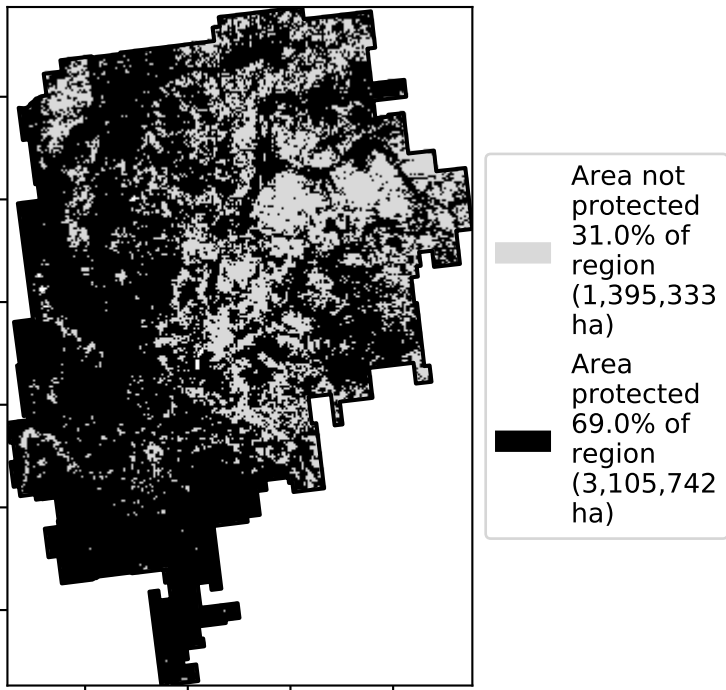 Area not
protected
31.0% of
region
(1,395,333
ha)
Area
protected
69.0% of
region
(3,105,742
ha)